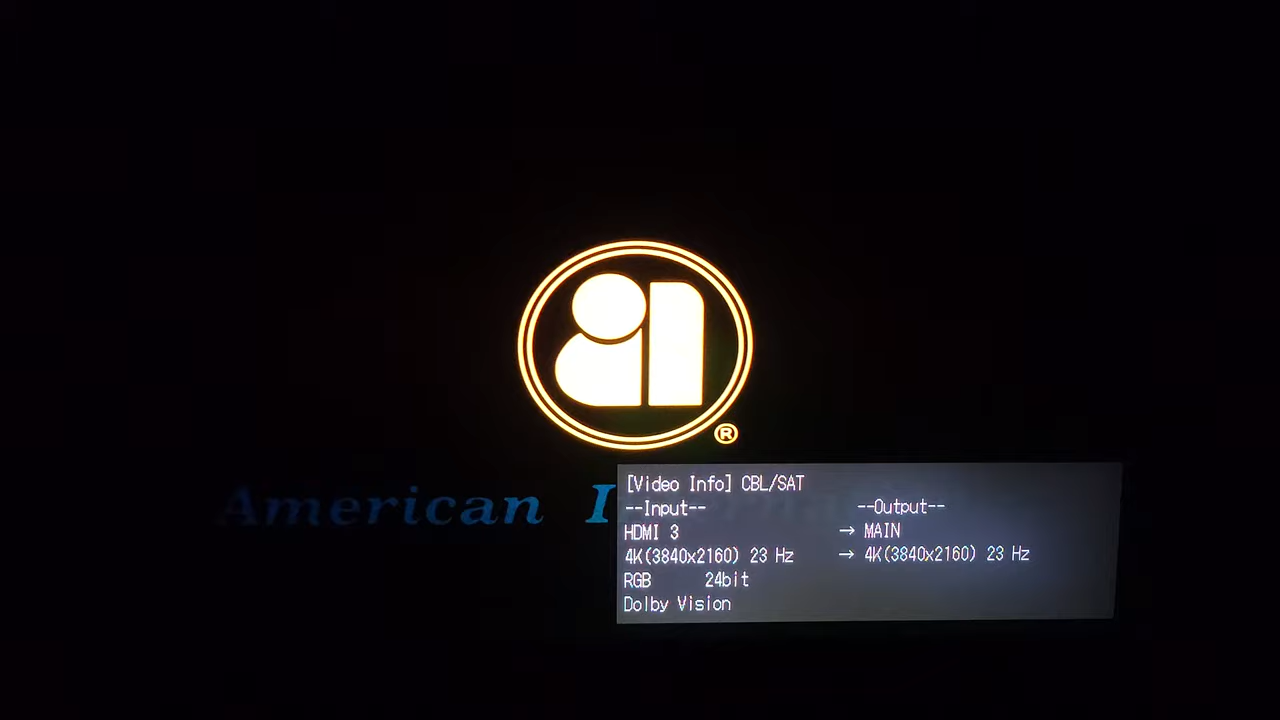 ®
American I
[Video Info] CBL/SAT
--Input-- --Output--
HDMI 3 → MAIN
4K(3840x2160) 23 Hz → 4K(3840x2160) 23 Hz
RGB 24bit
Dolby Vision